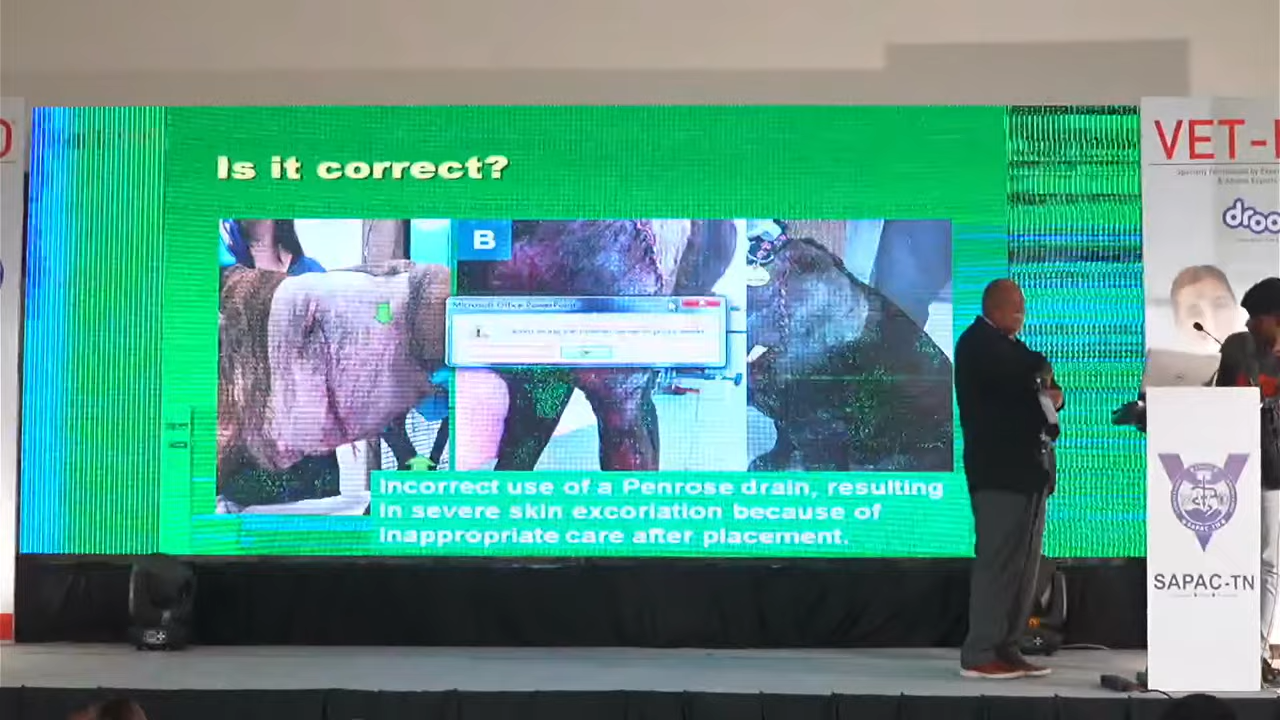 Is it correct?
B
Microsoft Office PowerPoint
Incorrect use of a Penrose drain, resulting
in severe skin excoriation because of
inappropriate care after placement.
VET-
droo
SAPAC-TN